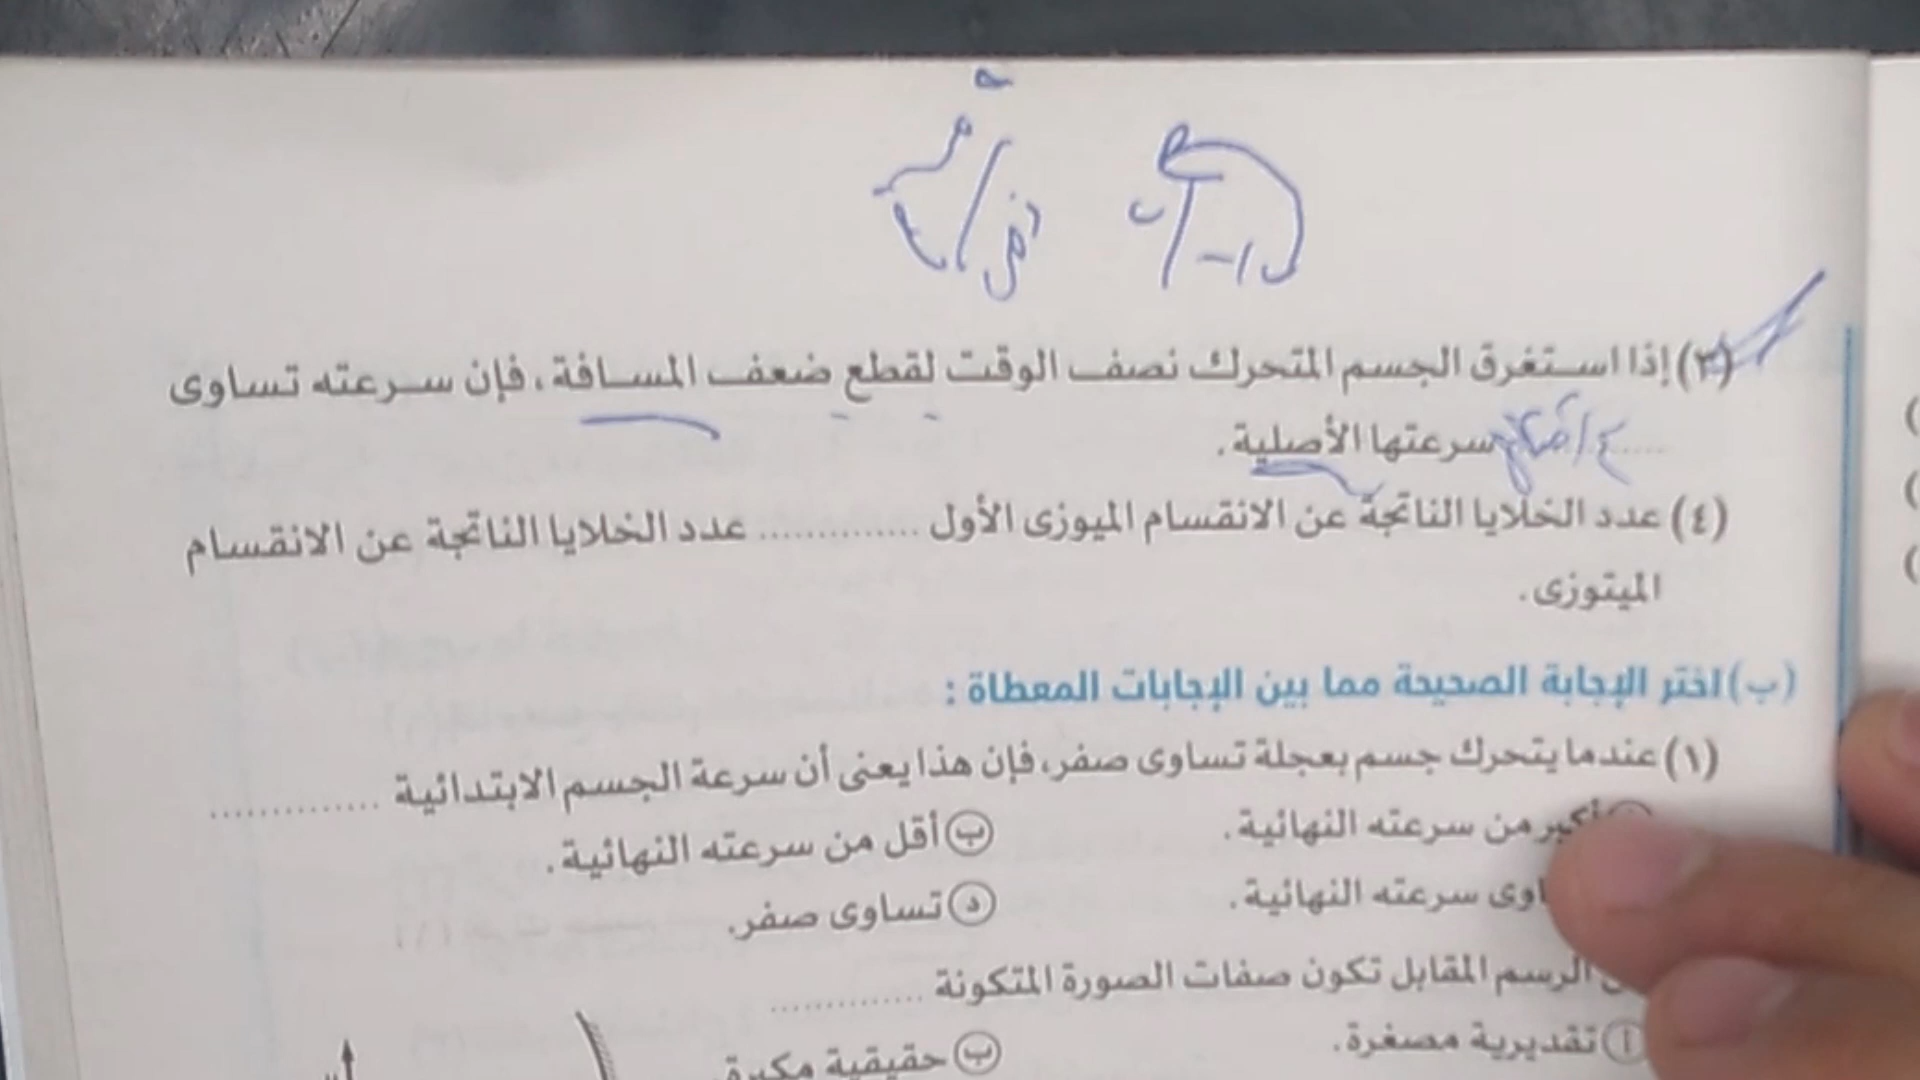 (٣) إذا استغرق الجسم المتحرك نصف الوقت لقطع ضعف المسافة، فإن سرعته تساوى
٤ أمثال سرعتها الأصلية.
(٤) عدد الخلايا الناتجة عن الانقسام الميوزى الأول .............. عدد الخلايا الناتجة عن الانقسام
الميتوزى.
(ب) اختر الإجابة الصحيحة مما بين الإجابات المعطاة :
(١) عندما يتحرك جسم بعجلة تساوى صفر، فإن هذا يعنى أن سرعة الجسم الابتدائية ..............
أكبر من سرعته النهائية. ب أقل من سرعته النهائية.
سرعته النهائية. د تساوى صفر.
الرسم المقابل تكون صفات الصورة المتكونة ..............
أ تقديرية مصغرة. ب حقيقية مكبرة